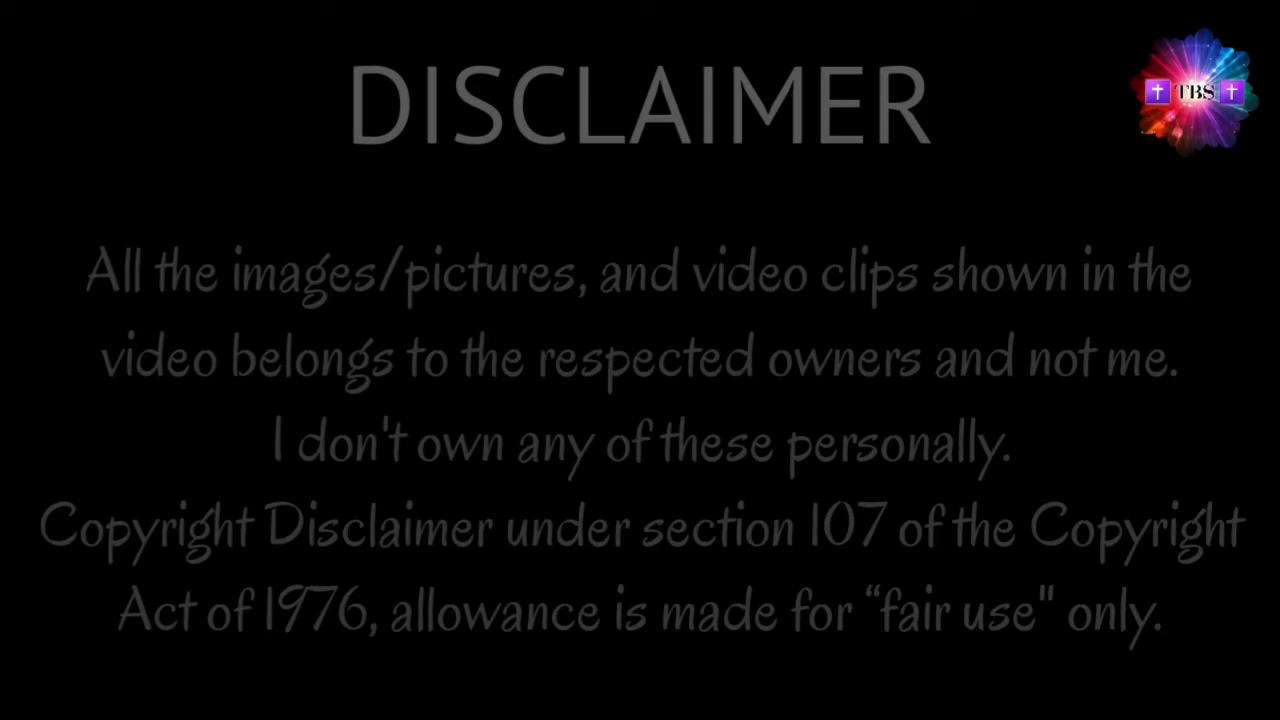 DISCLAIMER
✝ TBS ✝
All the images/pictures, and video clips shown in the
video belongs to the respected owners and not me.
I don't own any of these personally.
Copyright Disclaimer under section 107 of the Copyright
Act of 1976, allowance is made for “fair use" only.